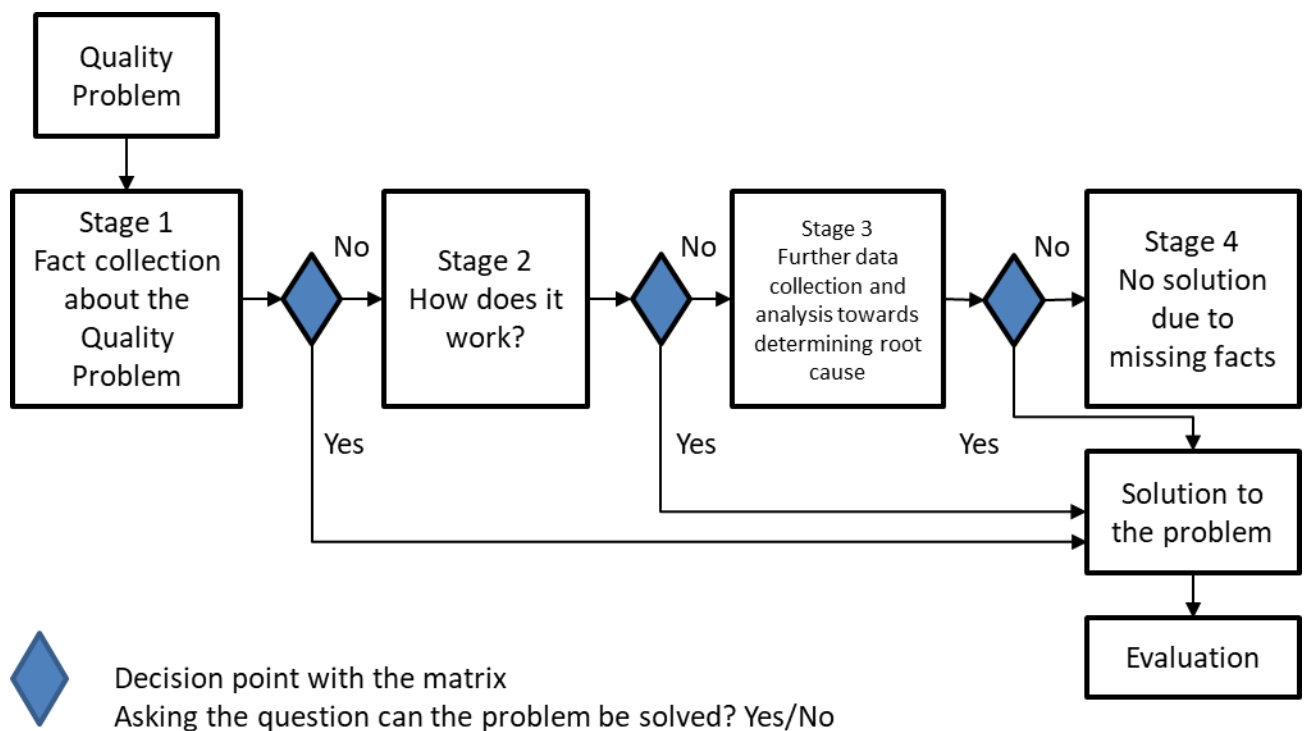 Quality
Problem
Stage 1
Fact collection
about the
Quality
Problem
No
Yes
Stage 2
How does it
work?
No
Yes
Stage 3
Further data
collection and
analysis towards
determining root
cause
No
Yes
Stage 4
No solution
due to
missing facts
Solution to
the problem
Evaluation
Decision point with the matrix
Asking the question can the problem be solved? Yes/No